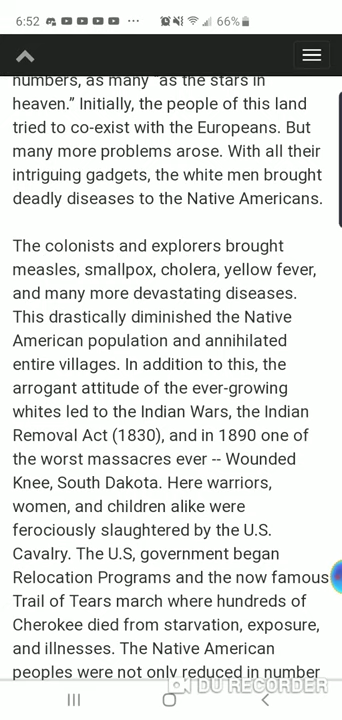 6:52
66%
numbers, as many "as the stars in
heaven." Initially, the people of this land
tried to co-exist with the Europeans. But
many more problems arose. With all their
intriguing gadgets, the white men brought
deadly diseases to the Native Americans.
The colonists and explorers brought
measles, smallpox, cholera, yellow fever,
and many more devastating diseases.
This drastically diminished the Native
American population and annihilated
entire villages. In addition to this, the
arrogant attitude of the ever-growing
whites led to the Indian Wars, the Indian
Removal Act (1830), and in 1890 one of
the worst massacres ever -- Wounded
Knee, South Dakota. Here warriors,
women, and children alike were
ferociously slaughtered by the U.S.
Cavalry. The U.S, government began
Relocation Programs and the now famous
Trail of Tears march where hundreds of
Cherokee died from starvation, exposure,
and illnesses. The Native American
peoples were not only reduced in number
DU RECORDER